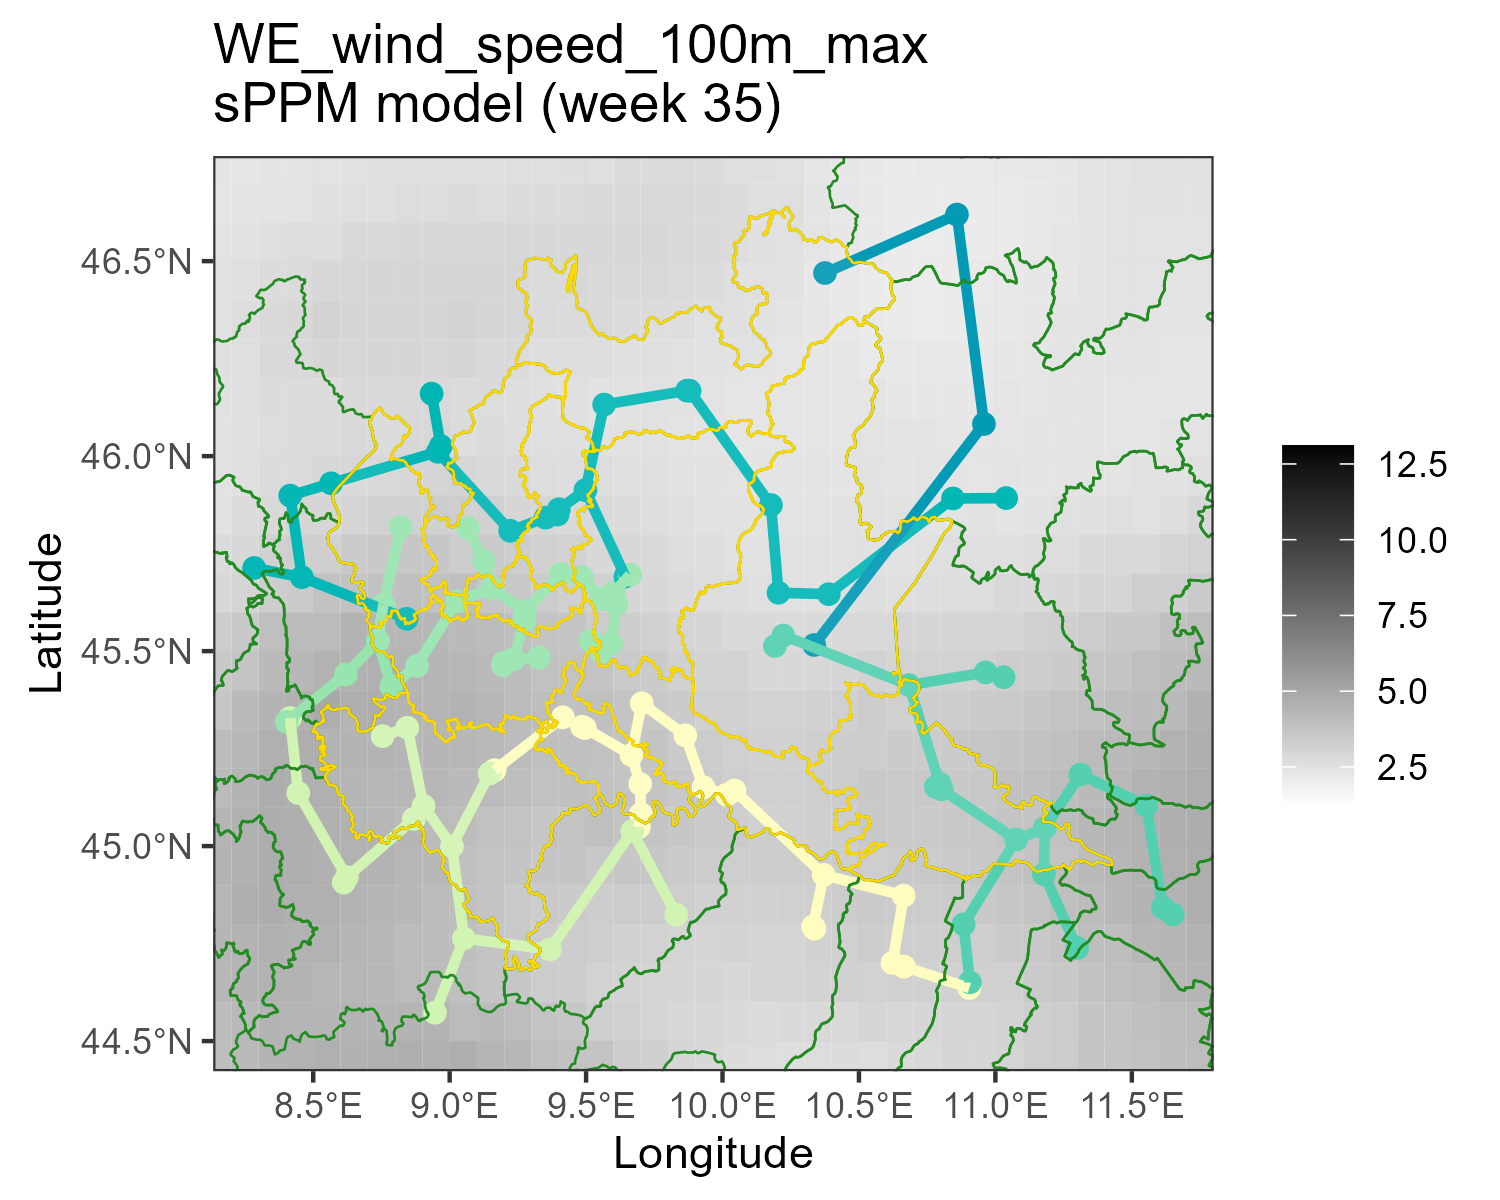 WE_wind_speed_100m_max
sPPM model (week 35)
46.5°N
46.0°N
45.5°N
45.0°N
44.5°N
Latitude
8.5°E 9.0°E 9.5°E 10.0°E 10.5°E 11.0°E 11.5°E
Longitude
12.5
10.0
7.5
5.0
2.5